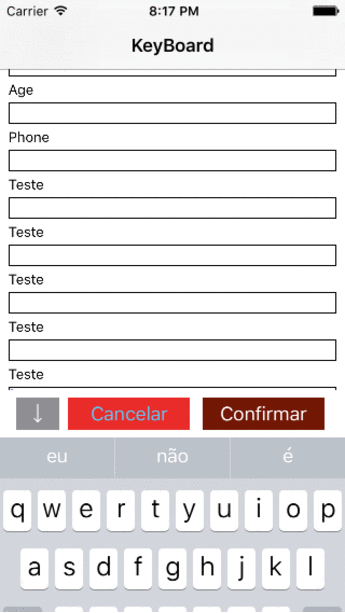 Carrier 8:17 PM
KeyBoard
Age
Phone
Teste
Teste
Teste
Teste
Teste
↓ Cancelar Confirmar
eu não é
q w e r t y u i o p
a s d f g h j k l